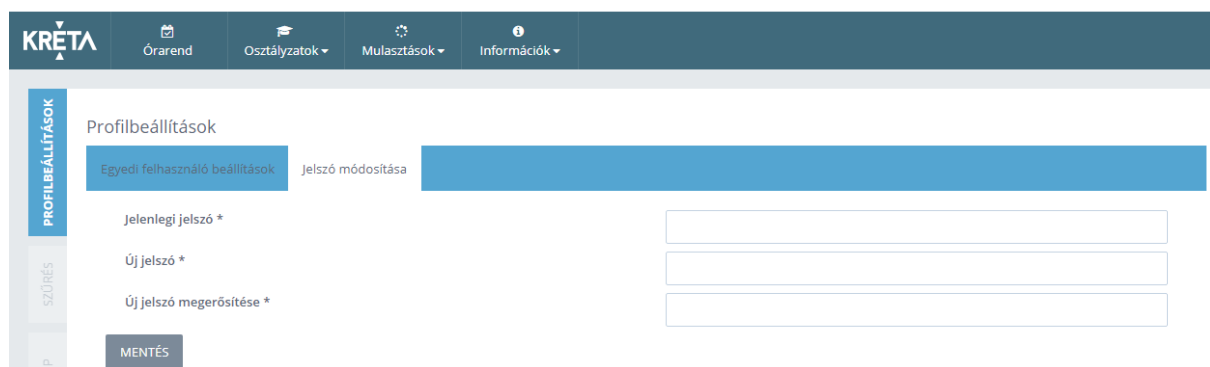 KRÉTA
Órarend
Osztályzatok
Mulasztások
Információk
PROFILBEÁLLÍTÁSOK
SZŰRÉS
Profilbeállítások
Egyedi felhasználó beállítások
Jelszó módosítása
Jelenlegi jelszó *
Új jelszó *
Új jelszó megerősítése *
MENTÉS